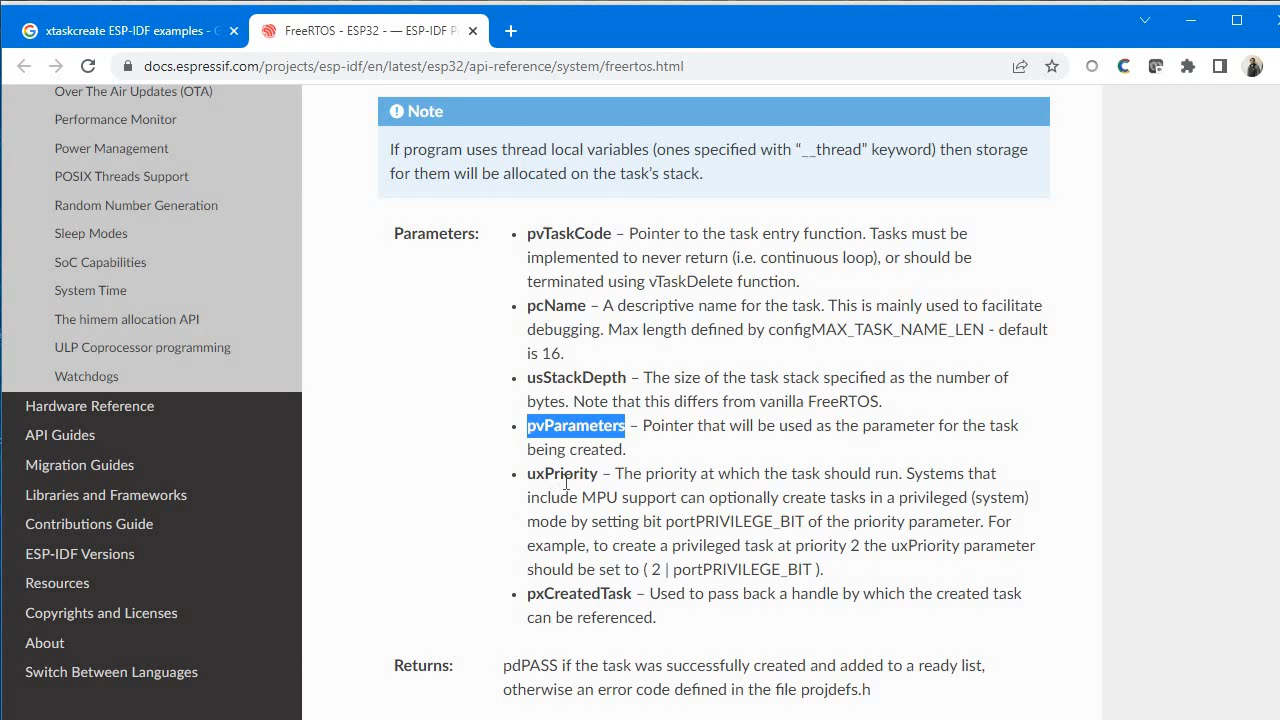 xtaskcreate ESP-IDF examples - G
FreeRTOS - ESP32 - — ESP-IDF P
docs.espressif.com/projects/esp-idf/en/latest/esp32/api-reference/system/freertos.html
Over The Air Updates (OTA)
Performance Monitor
Power Management
POSIX Threads Support
Random Number Generation
Sleep Modes
SoC Capabilities
System Time
The himem allocation API
ULP Coprocessor programming
Watchdogs
Hardware Reference
API Guides
Migration Guides
Libraries and Frameworks
Contributions Guide
ESP-IDF Versions
Resources
Copyrights and Licenses
About
Switch Between Languages
Note
If program uses thread local variables (ones specified with “__thread” keyword) then storage
for them will be allocated on the task’s stack.
Parameters:
• pvTaskCode – Pointer to the task entry function. Tasks must be
implemented to never return (i.e. continuous loop), or should be
terminated using vTaskDelete function.
• pcName – A descriptive name for the task. This is mainly used to facilitate
debugging. Max length defined by configMAX_TASK_NAME_LEN - default
is 16.
• usStackDepth – The size of the task stack specified as the number of
bytes. Note that this differs from vanilla FreeRTOS.
• pvParameters – Pointer that will be used as the parameter for the task
being created.
• uxPriority – The priority at which the task should run. Systems that
include MPU support can optionally create tasks in a privileged (system)
mode by setting bit portPRIVILEGE_BIT of the priority parameter. For
example, to create a privileged task at priority 2 the uxPriority parameter
should be set to ( 2 | portPRIVILEGE_BIT ).
• pxCreatedTask – Used to pass back a handle by which the created task
can be referenced.
Returns:
pdPASS if the task was successfully created and added to a ready list,
otherwise an error code defined in the file projdefs.h